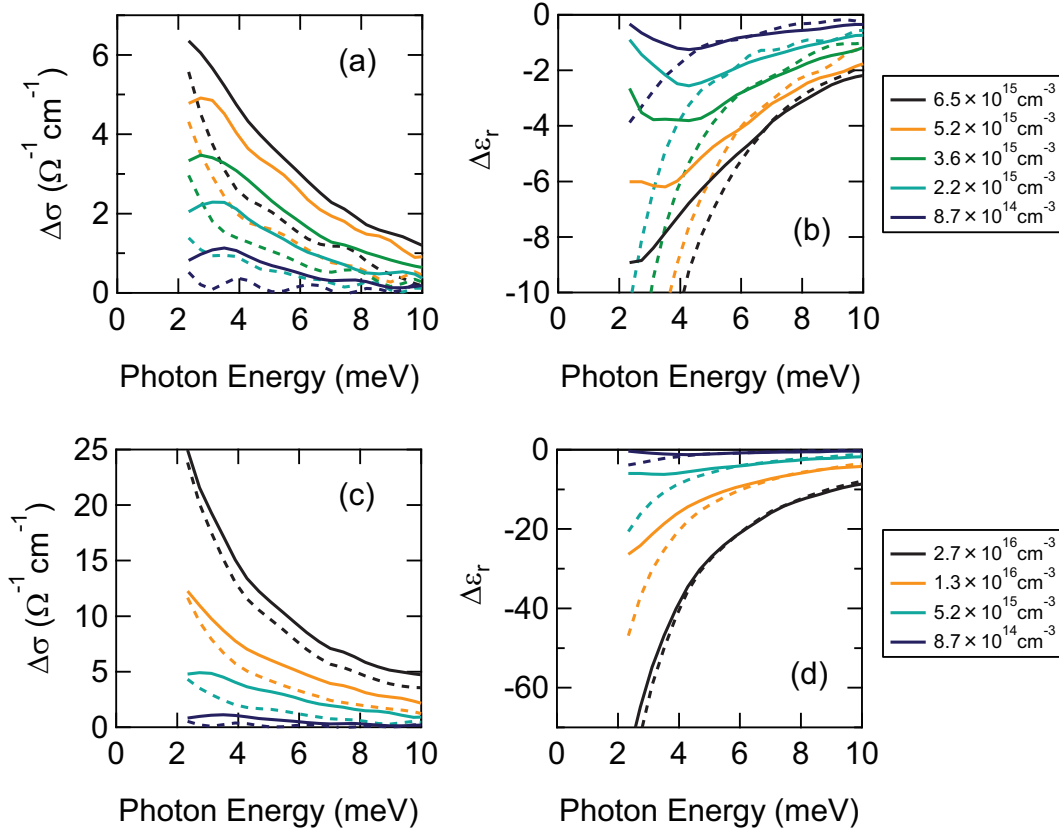 6
4
2
0
Δσ (Ω⁻¹ cm⁻¹)
(a)
0 2 4 6 8 10
Photon Energy (meV)
0
-2
-4
-6
-8
-10
Δεᵣ
(b)
0 2 4 6 8 10
Photon Energy (meV)
6.5 × 10¹⁵cm⁻³
5.2 × 10¹⁵cm⁻³
3.6 × 10¹⁵cm⁻³
2.2 × 10¹⁵cm⁻³
8.7 × 10¹⁴cm⁻³
25
20
15
10
5
0
Δσ (Ω⁻¹ cm⁻¹)
(c)
0 2 4 6 8 10
Photon Energy (meV)
0
-20
-40
-60
Δεᵣ
(d)
0 2 4 6 8 10
Photon Energy (meV)
2.7 × 10¹⁶cm⁻³
1.3 × 10¹⁶cm⁻³
5.2 × 10¹⁵cm⁻³
8.7 × 10¹⁴cm⁻³